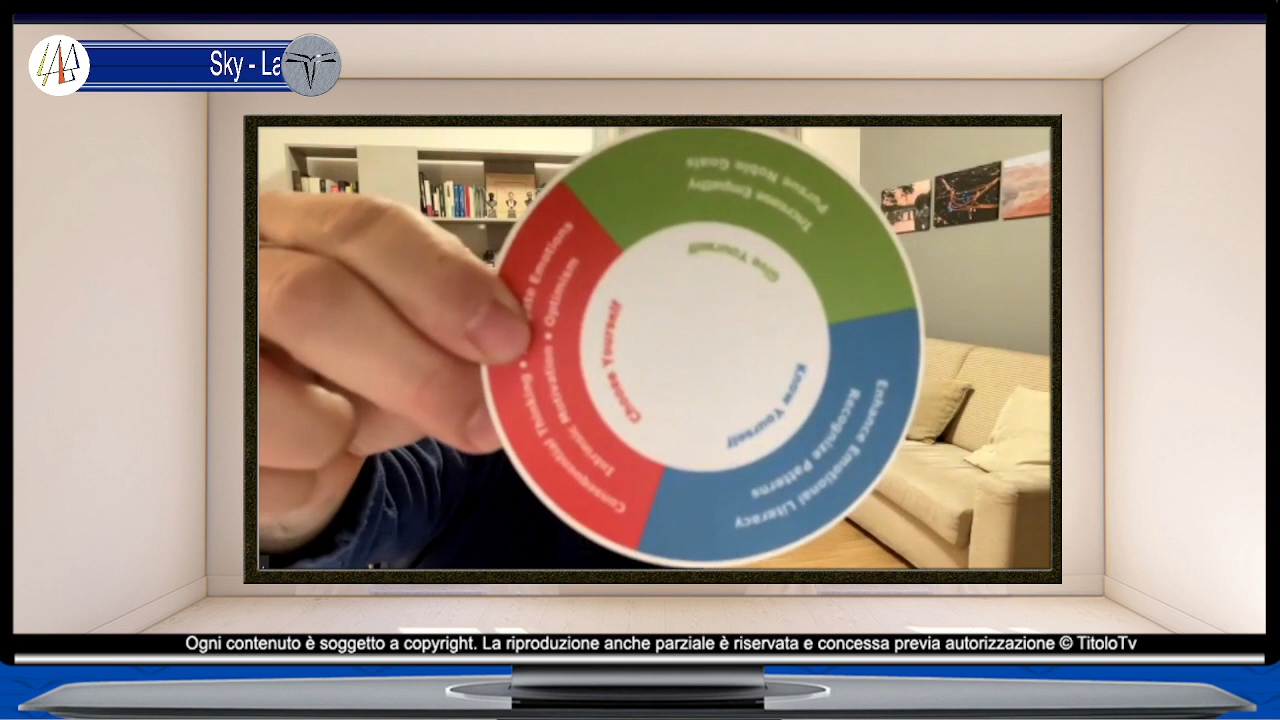 Sky - La
Pursue Noble Goals
Increase Empathy
Give Yourself
Emotions
Consequential Thinking •
Intrinsic Motivation • Optimism
Choose Yourself
Know Yourself
Recognize Patterns
Enhance Emotional Literacy
Ogni contenuto è soggetto a copyright. La riproduzione anche parziale è riservata e concessa previa autorizzazione © TitoloTv